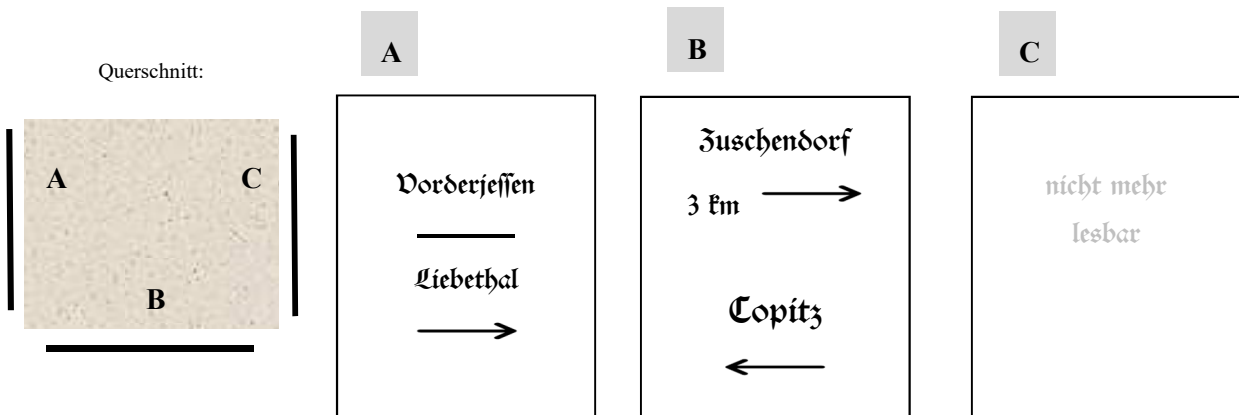 Querschnitt:
A
C
B
A
Vorderjessen
Liebethal
B
Zuschendorf
3 km
Copitz
C
nicht mehr
lesbar